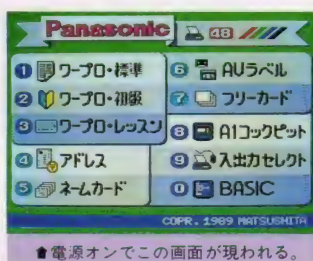 Panasonic 48
1 ワープロ・標準
2 ワープロ・初級
3 ワープロ・レッスン
4 アドレス
5 ネームカード
6 AVラベル
7 フリーカード
8 A1コックピット
9 入出力セレクト
0 BASIC
COPR. 1989 MATSUSHITA
⬆電源オンでこの画面が現われる。